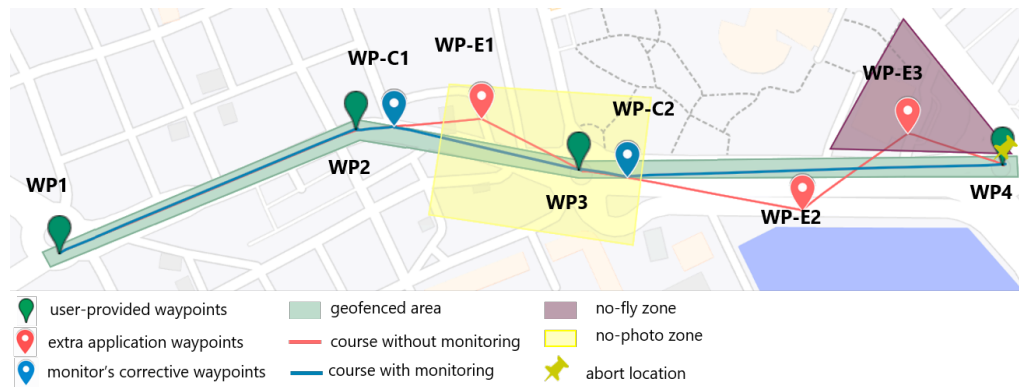 WP-E1
WP-C1
WP-E3
WP-C2
WP2
WP1
WP3
WP4
WP-E2
user-provided waypoints
geofenced area
no-fly zone
extra application waypoints
course without monitoring
no-photo zone
monitor's corrective waypoints
course with monitoring
abort location